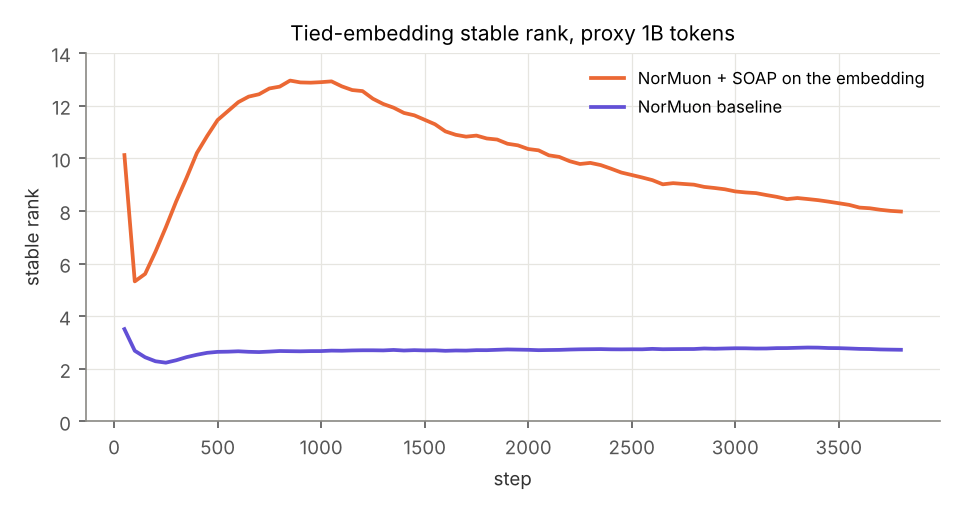 Tied-embedding stable rank, proxy 1B tokens
NorMuon + SOAP on the embedding
NorMuon baseline
stable rank
14
12
10
8
6
4
2
0
0 500 1000 1500 2000 2500 3000 3500
step